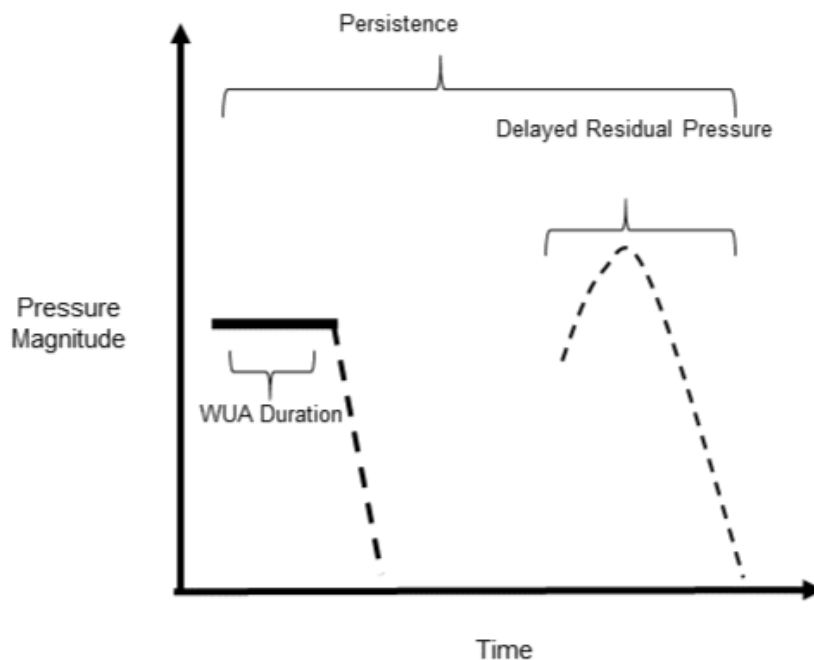 Persistence
Delayed Residual Pressure
Pressure
Magnitude
WUA Duration
Time